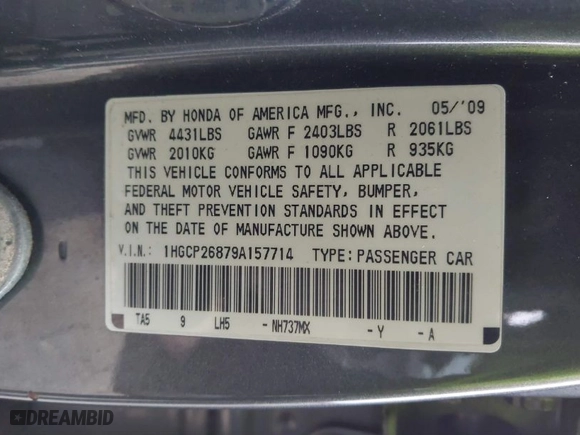 MFD. BY HONDA OF AMERICA MFG., INC. 05/'09
GVWR 4431LBS GAWR F 2403LBS R 2061LBS
GVWR 2010KG GAWR F 1090KG R 935KG
THIS VEHICLE CONFORMS TO ALL APPLICABLE
FEDERAL MOTOR VEHICLE SAFETY, BUMPER,
AND THEFT PREVENTION STANDARDS IN EFFECT
ON THE DATE OF MANUFACTURE SHOWN ABOVE.
V.I.N.: 1HGCP26879A157714 TYPE:PASSENGER CAR
TA5 9 LH5 -NH737MX -Y -A
DREAMBID